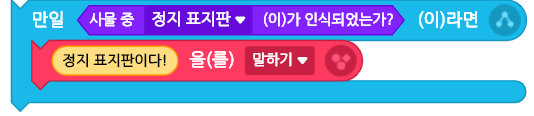 만일 사물 중 정지 표지판 (이)가 인식되었는가? (이)라면
정지 표지판이다! 을(를) 말하기